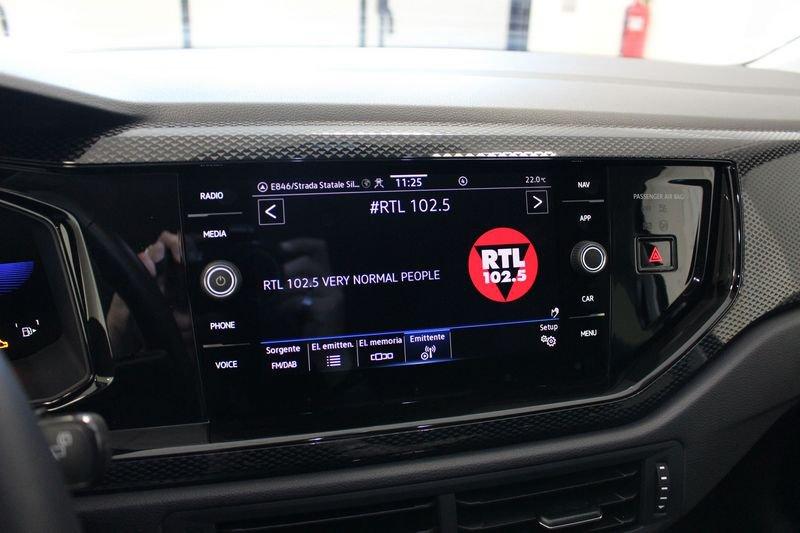 RADIO
MEDIA
PHONE
VOICE
E846/Strada Statale Sil...
11:25
22.0°C
#RTL 102.5
RTL 102.5 VERY NORMAL PEOPLE
RTL
102.5
Sorgente
FM/DAB
El. emitten.
El. memoria
Emittente
Setup
NAV
APP
CAR
MENU
PASSENGER AIR BAG